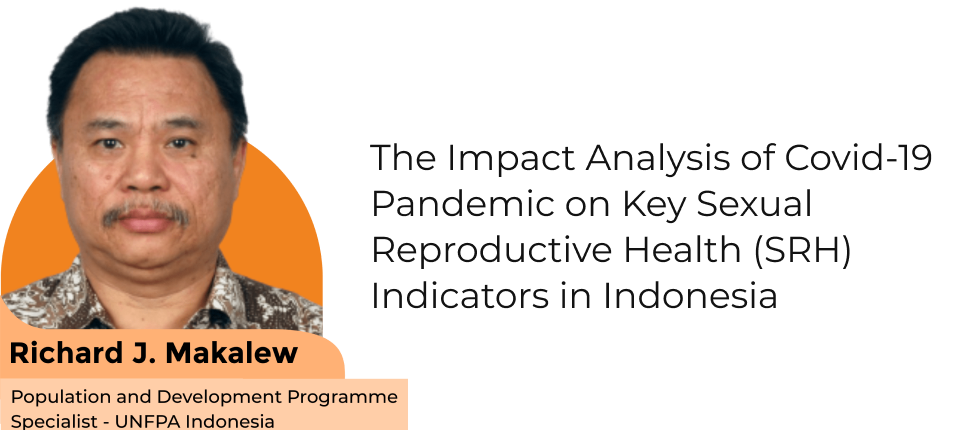 The Impact Analysis of Covid-19
Pandemic on Key Sexual
Reproductive Health (SRH)
Indicators in Indonesia
Richard J. Makalew
Population and Development Programme
Specialist - UNFPA Indonesia